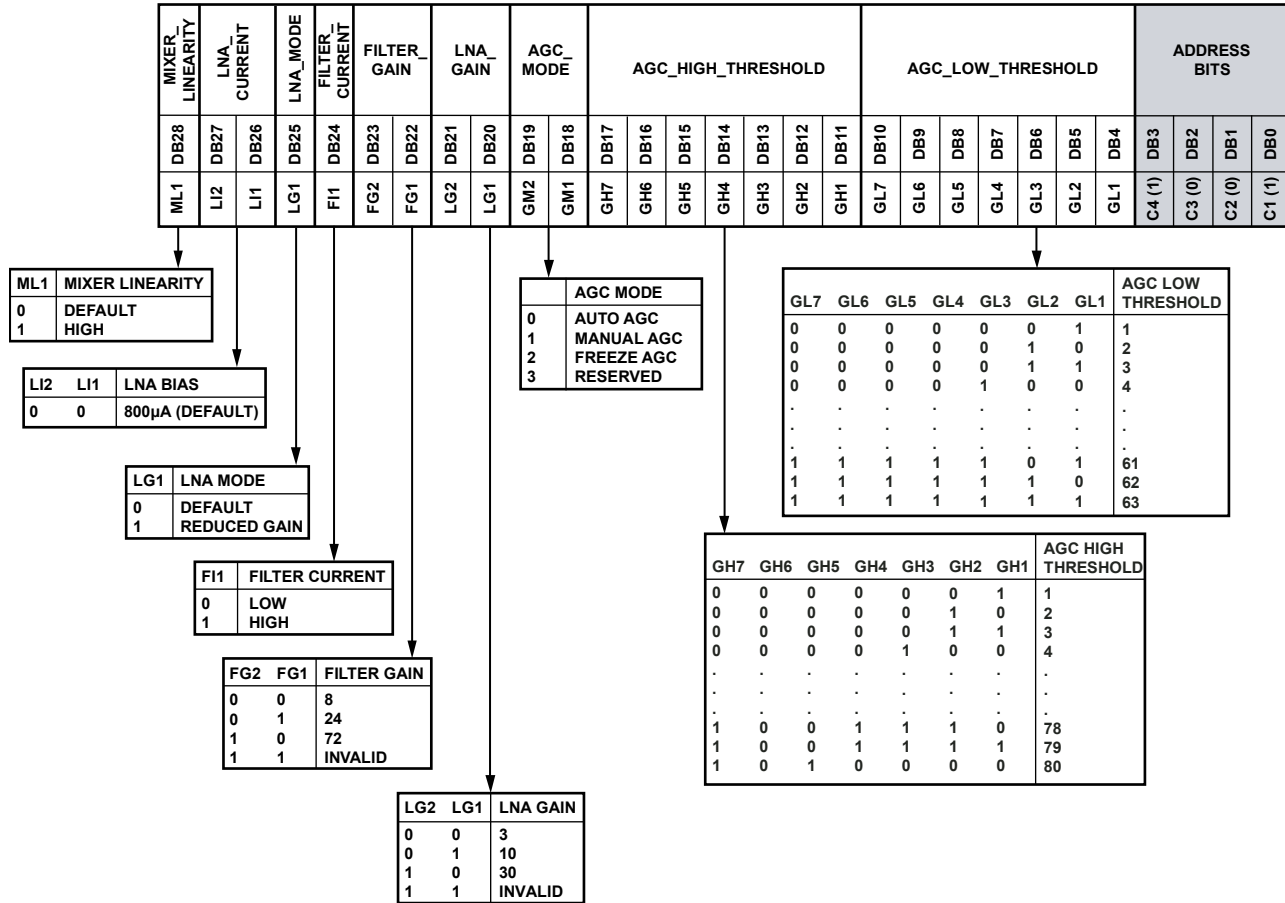 MIXER_ LINEARITY
LNA_ CURRENT
LNA_MODE
FILTER_ CURRENT
FILTER_ GAIN
LNA_ GAIN
AGC_ MODE
AGC_HIGH_THRESHOLD
AGC_LOW_THRESHOLD
ADDRESS BITS
DB28 DB27 DB26 DB25 DB24 DB23 DB22 DB21 DB20 DB19 DB18 DB17 DB16 DB15 DB14 DB13 DB12 DB11 DB10 DB9 DB8 DB7 DB6 DB5 DB4 DB3 DB2 DB1 DB0
ML1 LI2 LI1 LG1 FI1 FG2 FG1 LG2 LG1 GM2 GM1 GH7 GH6 GH5 GH4 GH3 GH2 GH1 GL7 GL6 GL5 GL4 GL3 GL2 GL1 C4 (1) C3 (0) C2 (0) C1 (1)
ML1 MIXER LINEARITY
0 DEFAULT
1 HIGH
LI2 LI1 LNA BIAS
0 0 800µA (DEFAULT)
LG1 LNA MODE
0 DEFAULT
1 REDUCED GAIN
FI1 FILTER CURRENT
0 LOW
1 HIGH
FG2 FG1 FILTER GAIN
0 0 8
0 1 24
1 0 72
1 1 INVALID
LG2 LG1 LNA GAIN
0 0 3
0 1 10
1 0 30
1 1 INVALID
AGC MODE
0 AUTO AGC
1 MANUAL AGC
2 FREEZE AGC
3 RESERVED
GL7 GL6 GL5 GL4 GL3 GL2 GL1 AGC LOW THRESHOLD
0 0 0 0 0 0 1 1
0 0 0 0 0 1 0 2
0 0 0 0 0 1 1 3
0 0 0 0 1 0 0 4
. . . . . . . .
. . . . . . . .
. . . . . . . .
1 1 1 1 1 0 1 61
1 1 1 1 1 1 0 62
1 1 1 1 1 1 1 63
GH7 GH6 GH5 GH4 GH3 GH2 GH1 AGC HIGH THRESHOLD
0 0 0 0 0 0 1 1
0 0 0 0 0 1 0 2
0 0 0 0 0 1 1 3
0 0 0 0 1 0 0 4
. . . . . . . .
. . . . . . . .
. . . . . . . .
1 0 0 1 1 1 0 78
1 0 0 1 1 1 1 79
1 0 1 0 0 0 0 80